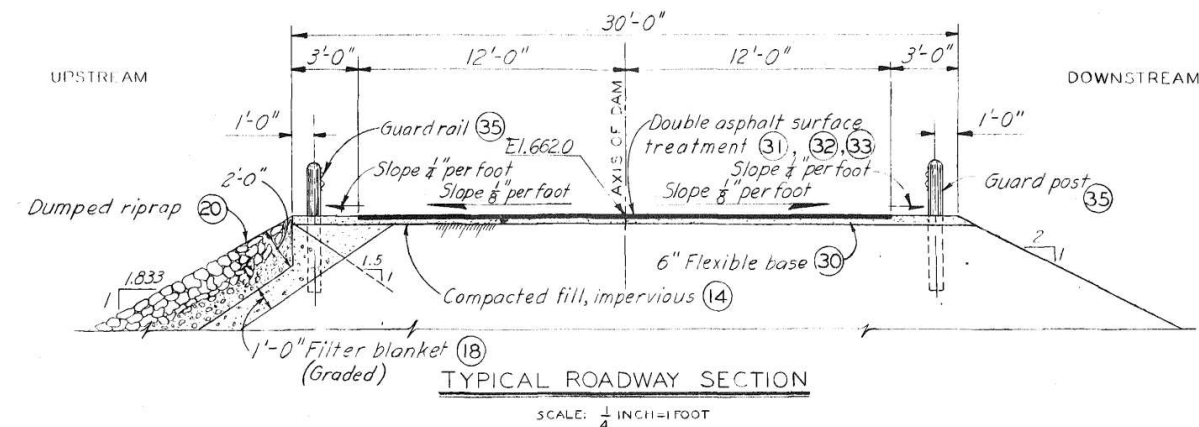 30'-0"
3'-0" 12'-0" 12'-0" 3'-0"
UPSTREAM
DOWNSTREAM
AXIS OF DAM
1'-0"
1'-0"
Guard rail 35
El.662.0
Double asphalt surface
treatment 31, 32, 33
Slope 1/4" per foot
Slope 1/8" per foot
Slope 1/4" per foot
Slope 1/8" per foot
Guard post
35
2'-0"
Dumped riprap 20
1.833
1
1.5
1
6" Flexible base 30
2
1
Compacted fill, impervious 14
1'-0" Filter blanket 18
(Graded)
TYPICAL ROADWAY SECTION
SCALE: 1/4 INCH=1 FOOT